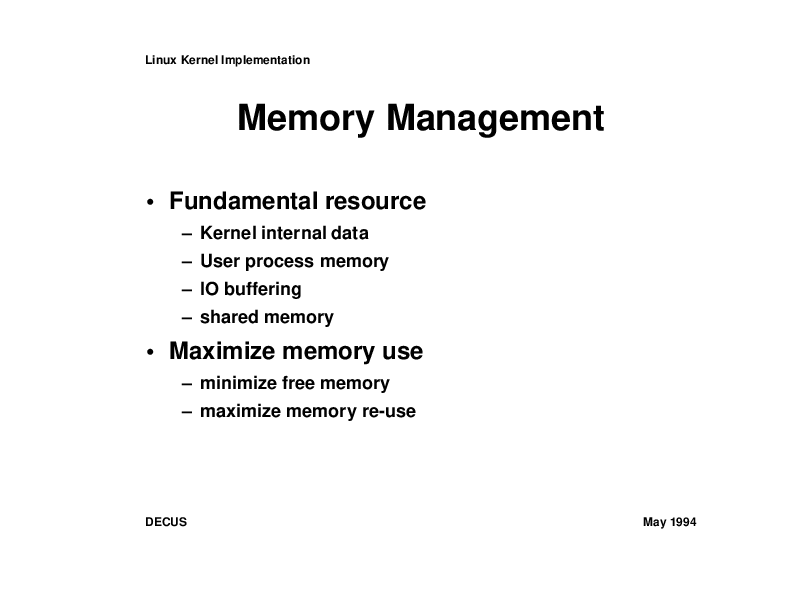 Linux Kernel Implementation
Memory Management
• Fundamental resource
– Kernel internal data
– User process memory
– IO buffering
– shared memory
• Maximize memory use
– minimize free memory
– maximize memory re-use
DECUS May 1994